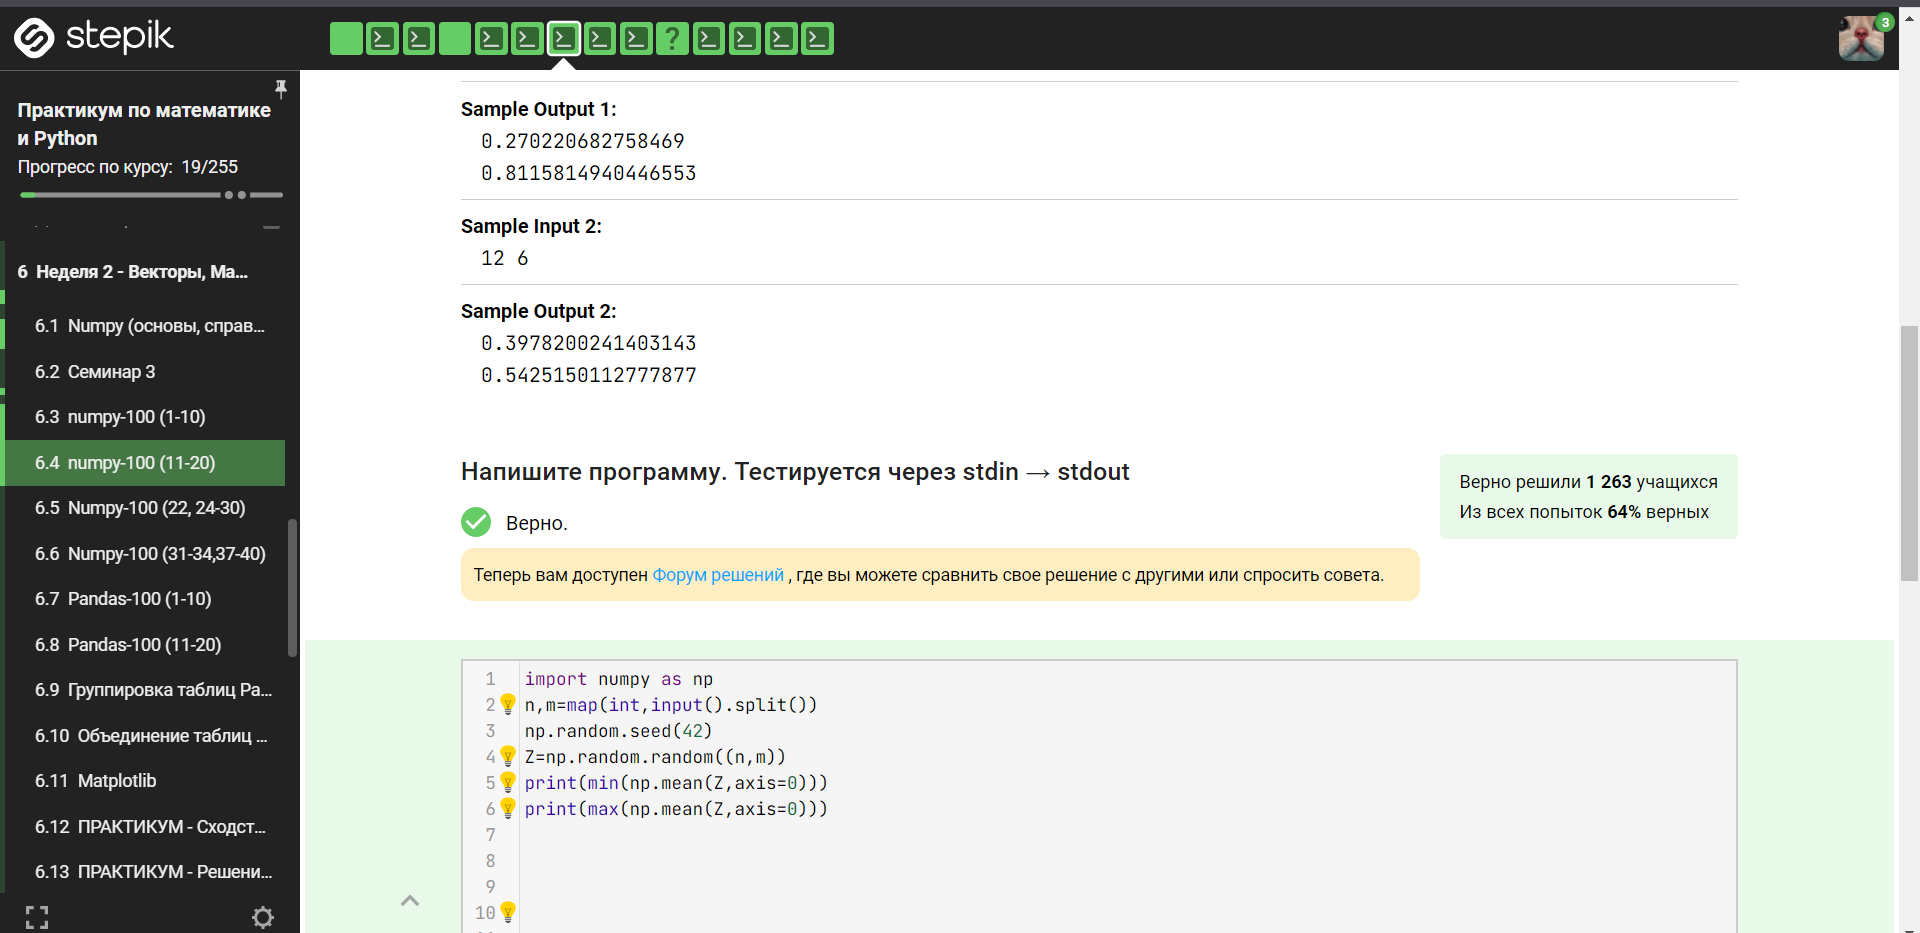 stepik
?
3
Практикум по математике
и Python
Прогресс по курсу: 19/255
6 Неделя 2 - Векторы, Ма...
6.1 Numpy (основы, справ...
6.2 Семинар 3
6.3 numpy-100 (1-10)
6.4 numpy-100 (11-20)
6.5 Numpy-100 (22, 24-30)
6.6 Numpy-100 (31-34,37-40)
6.7 Pandas-100 (1-10)
6.8 Pandas-100 (11-20)
6.9 Группировка таблиц Pa...
6.10 Объединение таблиц ...
6.11 Matplotlib
6.12 ПРАКТИКУМ - Сходст...
6.13 ПРАКТИКУМ - Решени...
Sample Output 1:
0.270220682758469
0.8115814940446553
Sample Input 2:
12 6
Sample Output 2:
0.3978200241403143
0.5425150112777877
Напишите программу. Тестируется через stdin → stdout
Верно.
Теперь вам доступен Форум решений , где вы можете сравнить свое решение с другими или спросить совета.
Верно решили 1 263 учащихся
Из всех попыток 64% верных
1 import numpy as np
2 n,m=map(int,input().split())
3 np.random.seed(42)
4 Z=np.random.random((n,m))
5 print(min(np.mean(Z,axis=0)))
6 print(max(np.mean(Z,axis=0)))
7
8
9
10